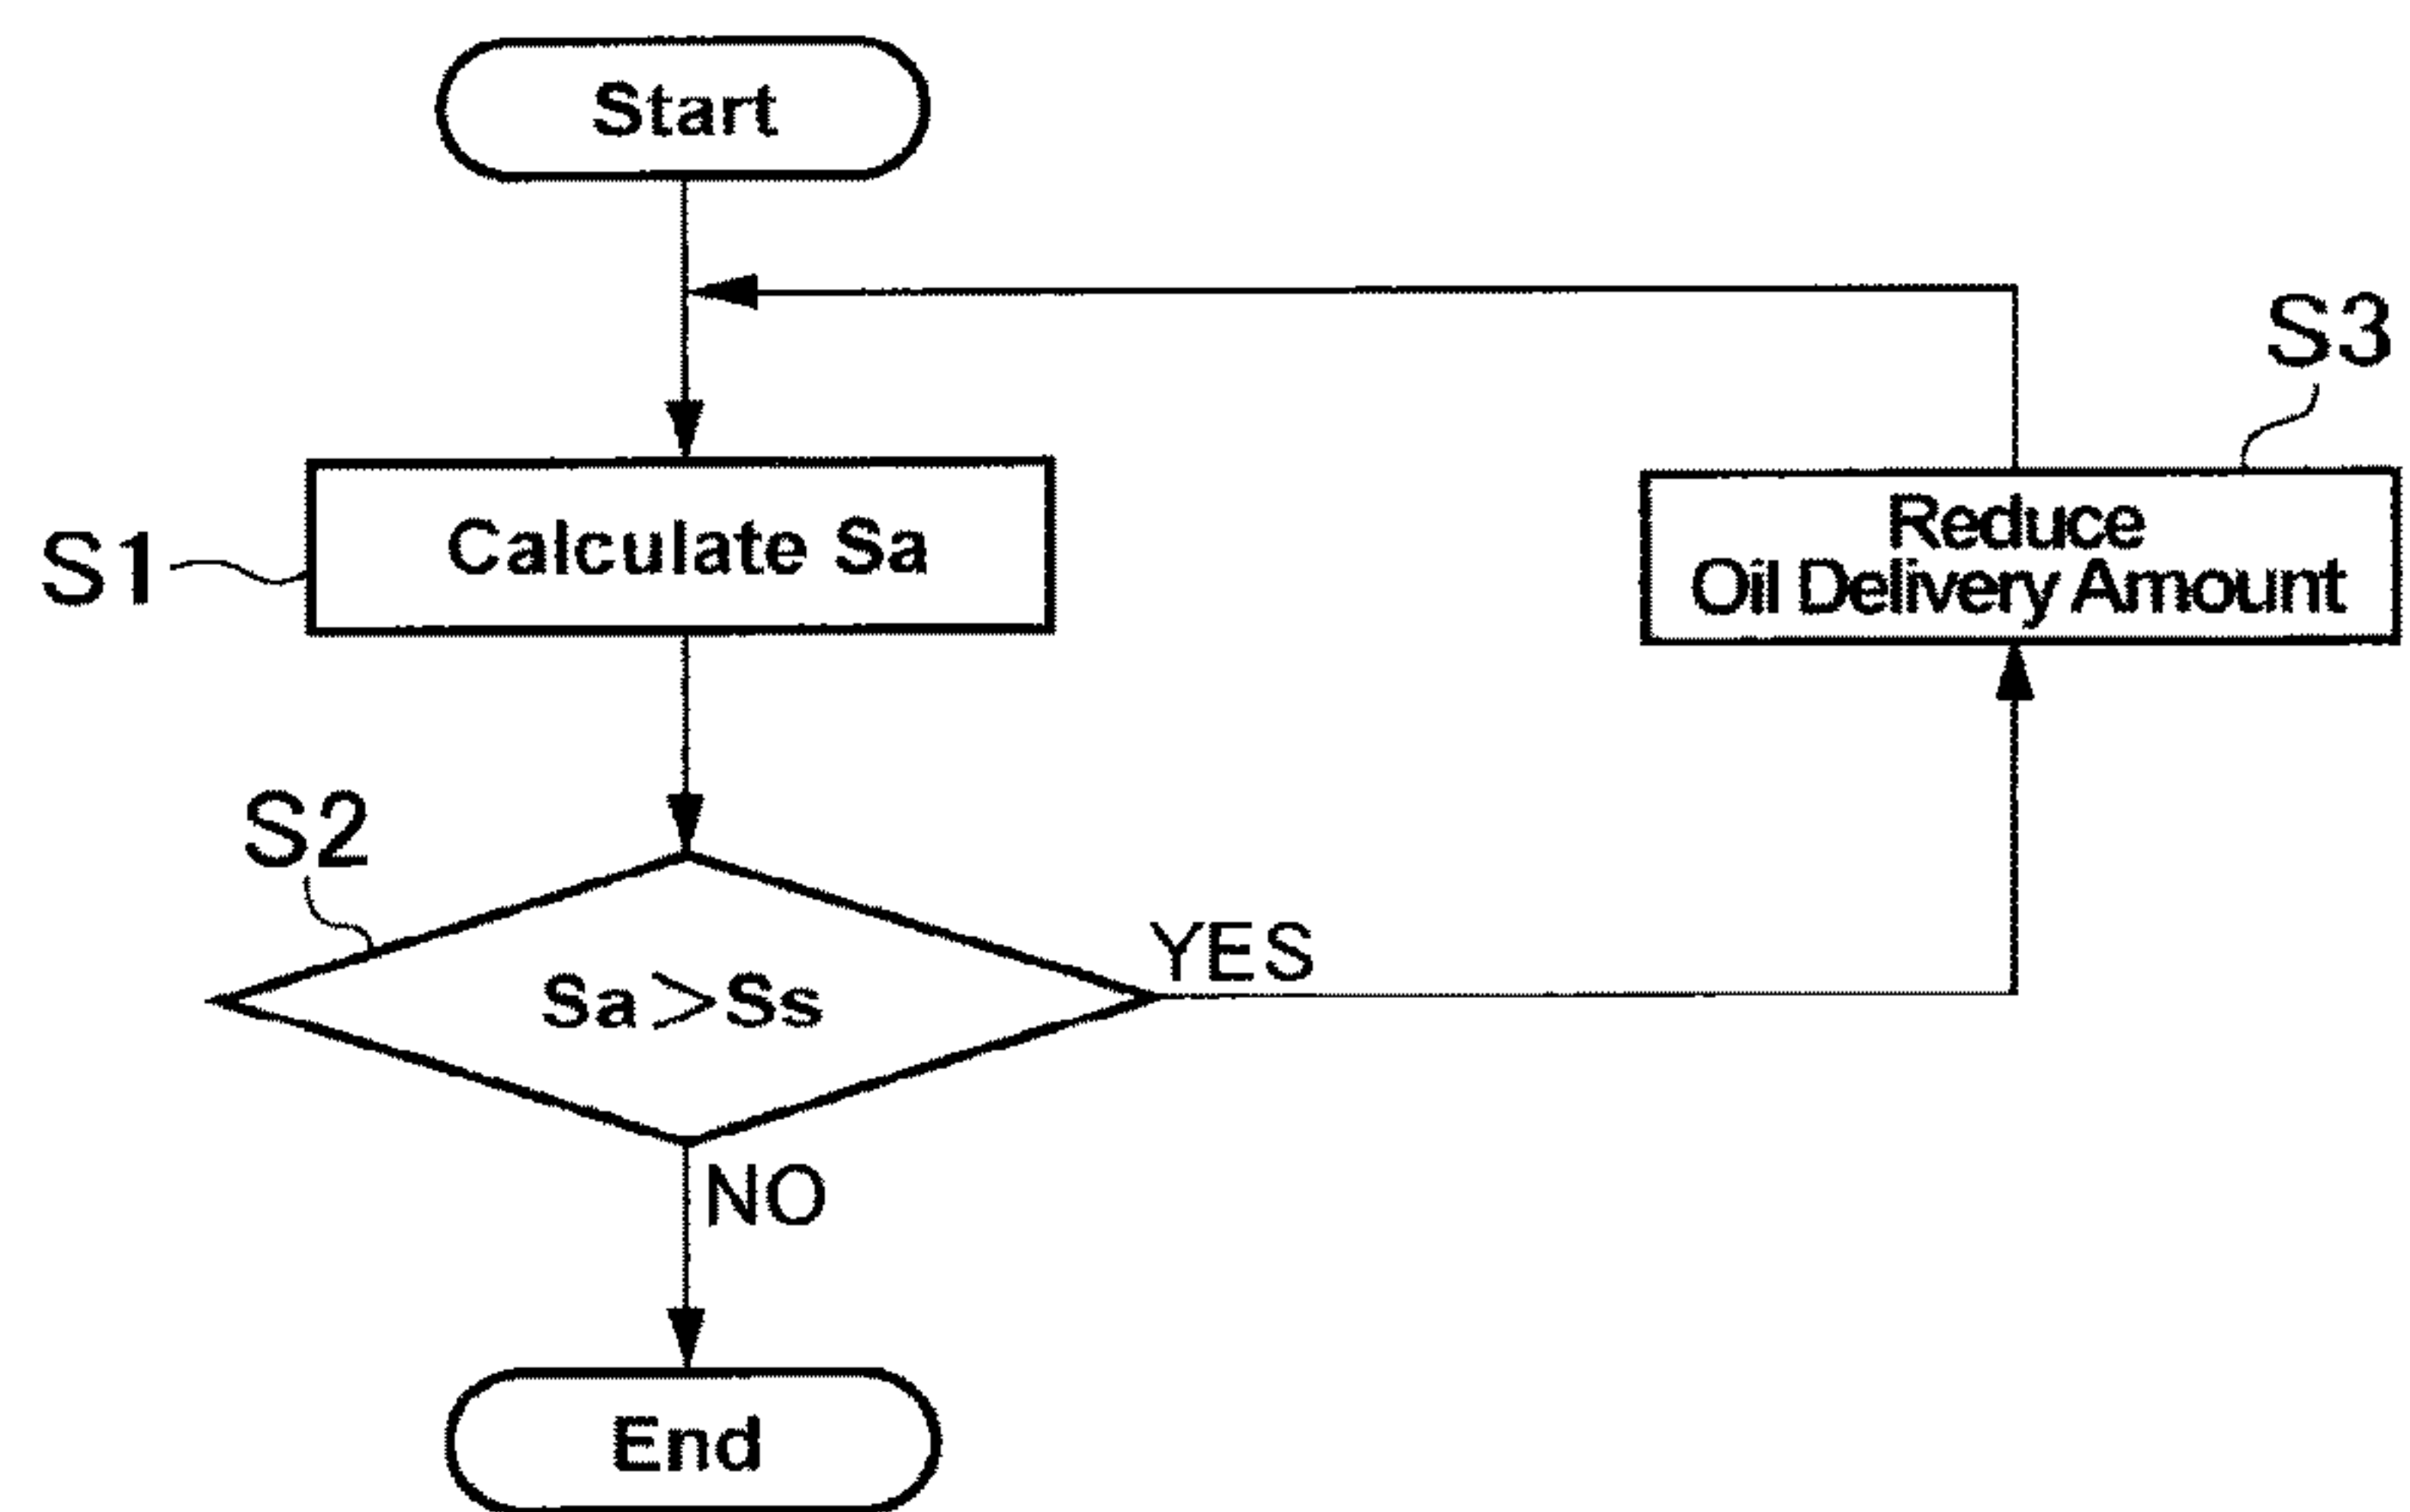 Start
S3
Reduce
Oil Delivery Amount
S1
Calculate Sa
S2
Sa>Ss
YES
NO
End